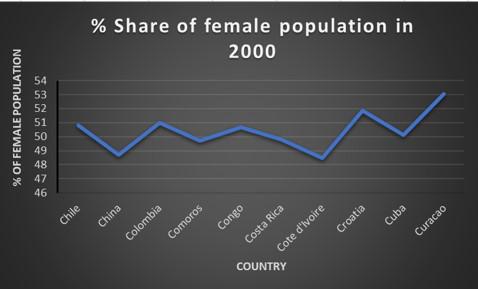 % Share of female population in
2000
% OF FEMALE POPULATION
54
53
52
51
50
49
48
47
46
Chile
China
Colombia
Comoros
Congo
Costa Rica
Cote d'Ivoire
Croatia
Cuba
Curacao
COUNTRY